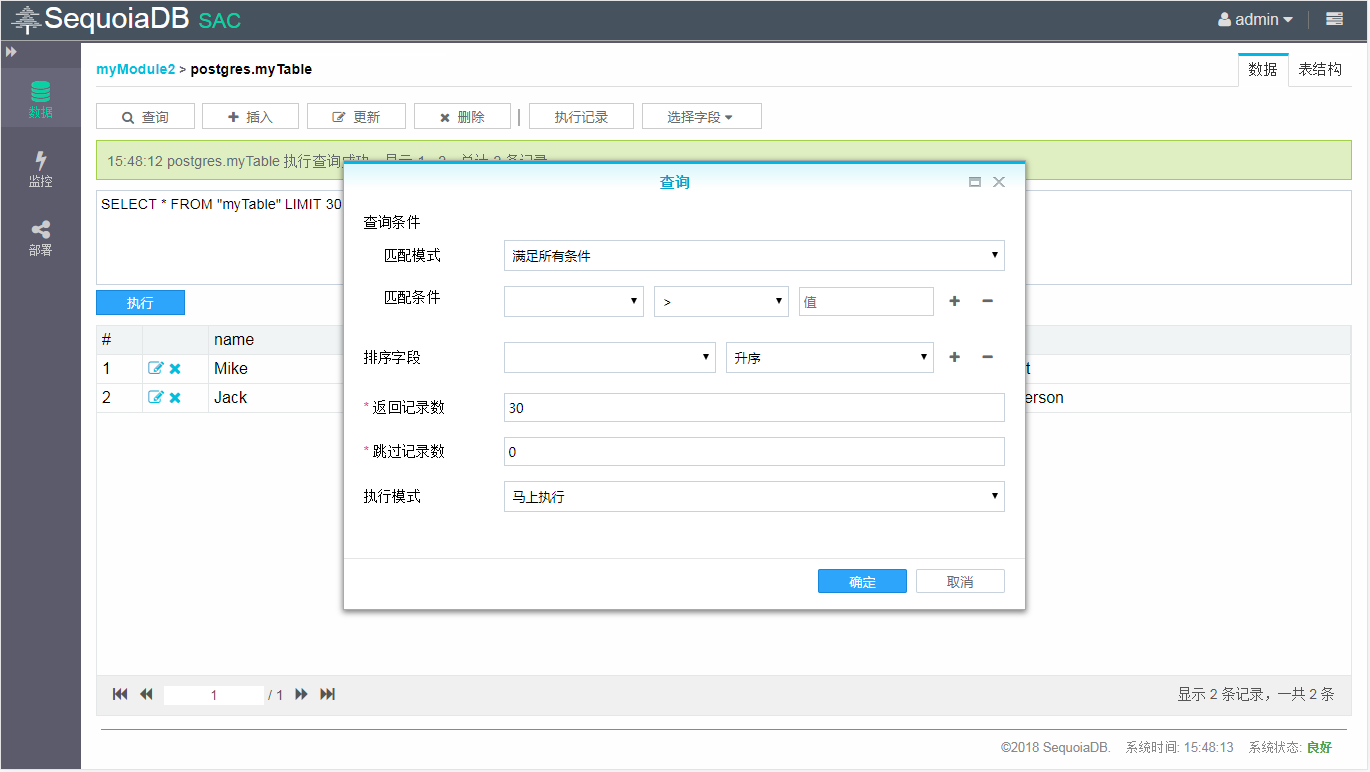 SequoiaDB SAC
admin
数据
监控
部署
myModule2 > postgres.myTable
数据 表结构
查询 插入 更新 删除 | 执行记录 选择字段
15:48:12 postgres.myTable 执行查询成功
SELECT * FROM "myTable" LIMIT 30
执行
# name
1 Mike t
2 Jack erson
查询
查询条件
匹配模式 满足所有条件
匹配条件 > 值
排序字段 升序
* 返回记录数 30
* 跳过记录数 0
执行模式 马上执行
确定 取消
1 / 1
显示 2 条记录，一共 2 条
©2018 SequoiaDB. 系统时间: 15:48:13 系统状态: 良好